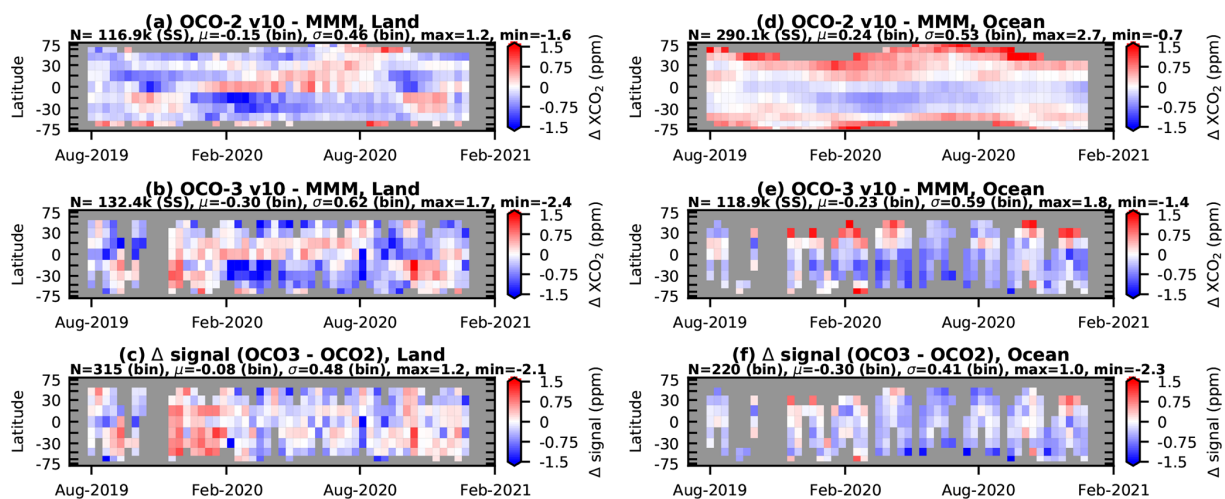 (a) OCO-2 v10 - MMM, Land
N= 116.9k (SS), μ=-0.15 (bin), σ=0.46 (bin), max=1.2, min=-1.6
75
30
0
-30
-75
Latitude
Aug-2019 Feb-2020 Aug-2020 Feb-2021
1.5
0.75
0
-0.75
-1.5
Δ XCO₂ (ppm)
(d) OCO-2 v10 - MMM, Ocean
N= 290.1k (SS), μ=0.24 (bin), σ=0.53 (bin), max=2.7, min=-0.7
75
30
0
-30
-75
Latitude
Aug-2019 Feb-2020 Aug-2020 Feb-2021
1.5
0.75
0
-0.75
-1.5
Δ XCO₂ (ppm)
(b) OCO-3 v10 - MMM, Land
N= 132.4k (SS), μ=-0.30 (bin), σ=0.62 (bin), max=1.7, min=-2.4
75
30
0
-30
-75
Latitude
Aug-2019 Feb-2020 Aug-2020 Feb-2021
1.5
0.75
0
-0.75
-1.5
Δ XCO₂ (ppm)
(e) OCO-3 v10 - MMM, Ocean
N= 118.9k (SS), μ=-0.23 (bin), σ=0.59 (bin), max=1.8, min=-1.4
75
30
0
-30
-75
Latitude
Aug-2019 Feb-2020 Aug-2020 Feb-2021
1.5
0.75
0
-0.75
-1.5
Δ XCO₂ (ppm)
(c) Δ signal (OCO3 - OCO2), Land
N=315 (bin), μ=-0.08 (bin), σ=0.48 (bin), max=1.2, min=-2.1
75
30
0
-30
-75
Latitude
Aug-2019 Feb-2020 Aug-2020 Feb-2021
1.5
0.75
0
-0.75
-1.5
Δ signal (ppm)
(f) Δ signal (OCO3 - OCO2), Ocean
N=220 (bin), μ=-0.30 (bin), σ=0.41 (bin), max=1.0, min=-2.3
75
30
0
-30
-75
Latitude
Aug-2019 Feb-2020 Aug-2020 Feb-2021
1.5
0.75
0
-0.75
-1.5
Δ signal (ppm)